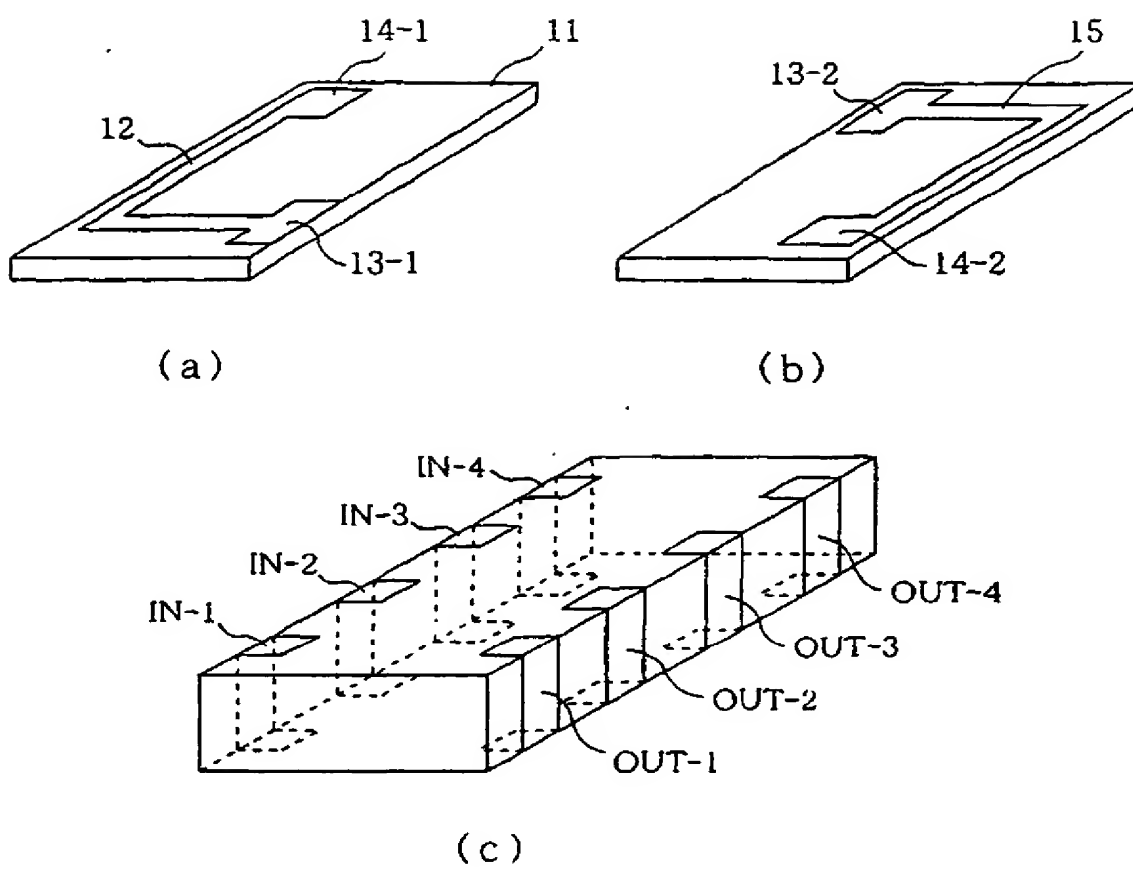 14-1
11
12
13-1
(a)
13-2
15
14-2
(b)
IN-4
IN-3
IN-2
IN-1
OUT-4
OUT-3
OUT-2
OUT-1
(c)